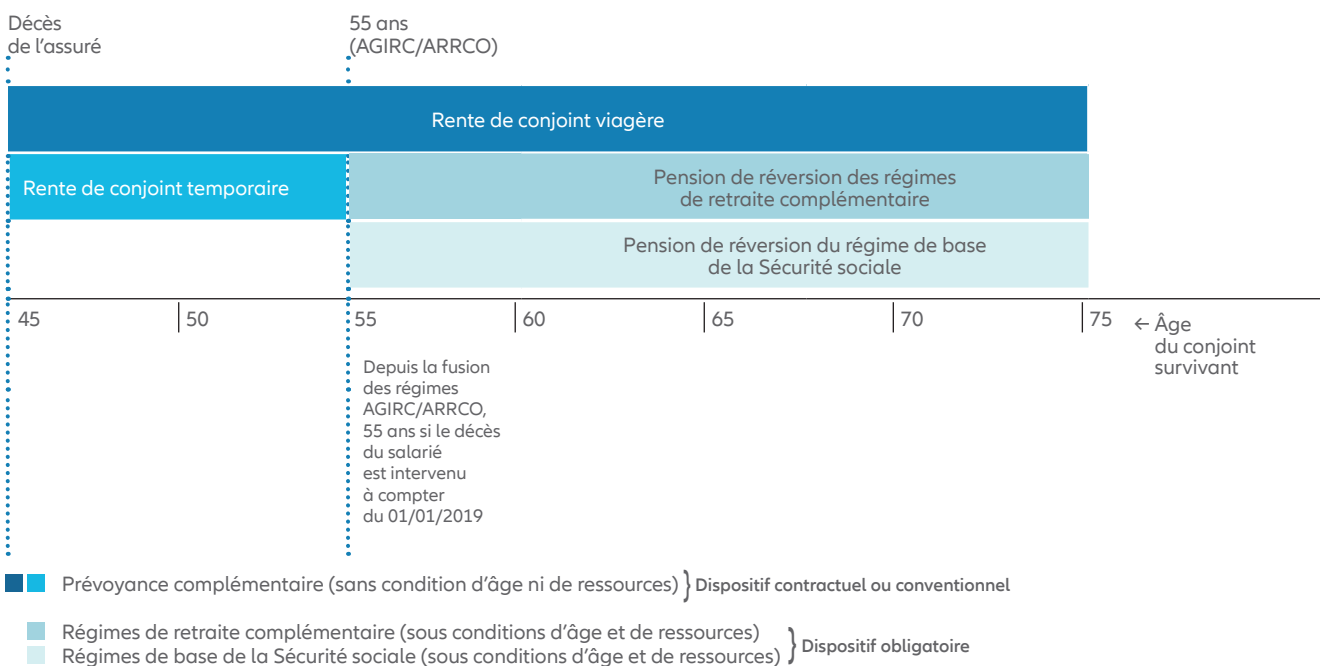 Décès
de l'assuré
55 ans
(AGIRC/ARRCO)
Rente de conjoint viagère
Rente de conjoint temporaire
Pension de réversion des régimes
de retraite complémentaire
Pension de réversion du régime de base
de la Sécurité sociale
45
50
55
60
65
70
75
← Âge
du conjoint
survivant
Depuis la fusion
des régimes
AGIRC/ARRCO,
55 ans si le décès
du salarié
est intervenu
à compter
du 01/01/2019
Prévoyance complémentaire (sans condition d'âge ni de ressources) } Dispositif contractuel ou conventionnel
Régimes de retraite complémentaire (sous conditions d'âge et de ressources)
Régimes de base de la Sécurité sociale (sous conditions d'âge et de ressources) } Dispositif obligatoire